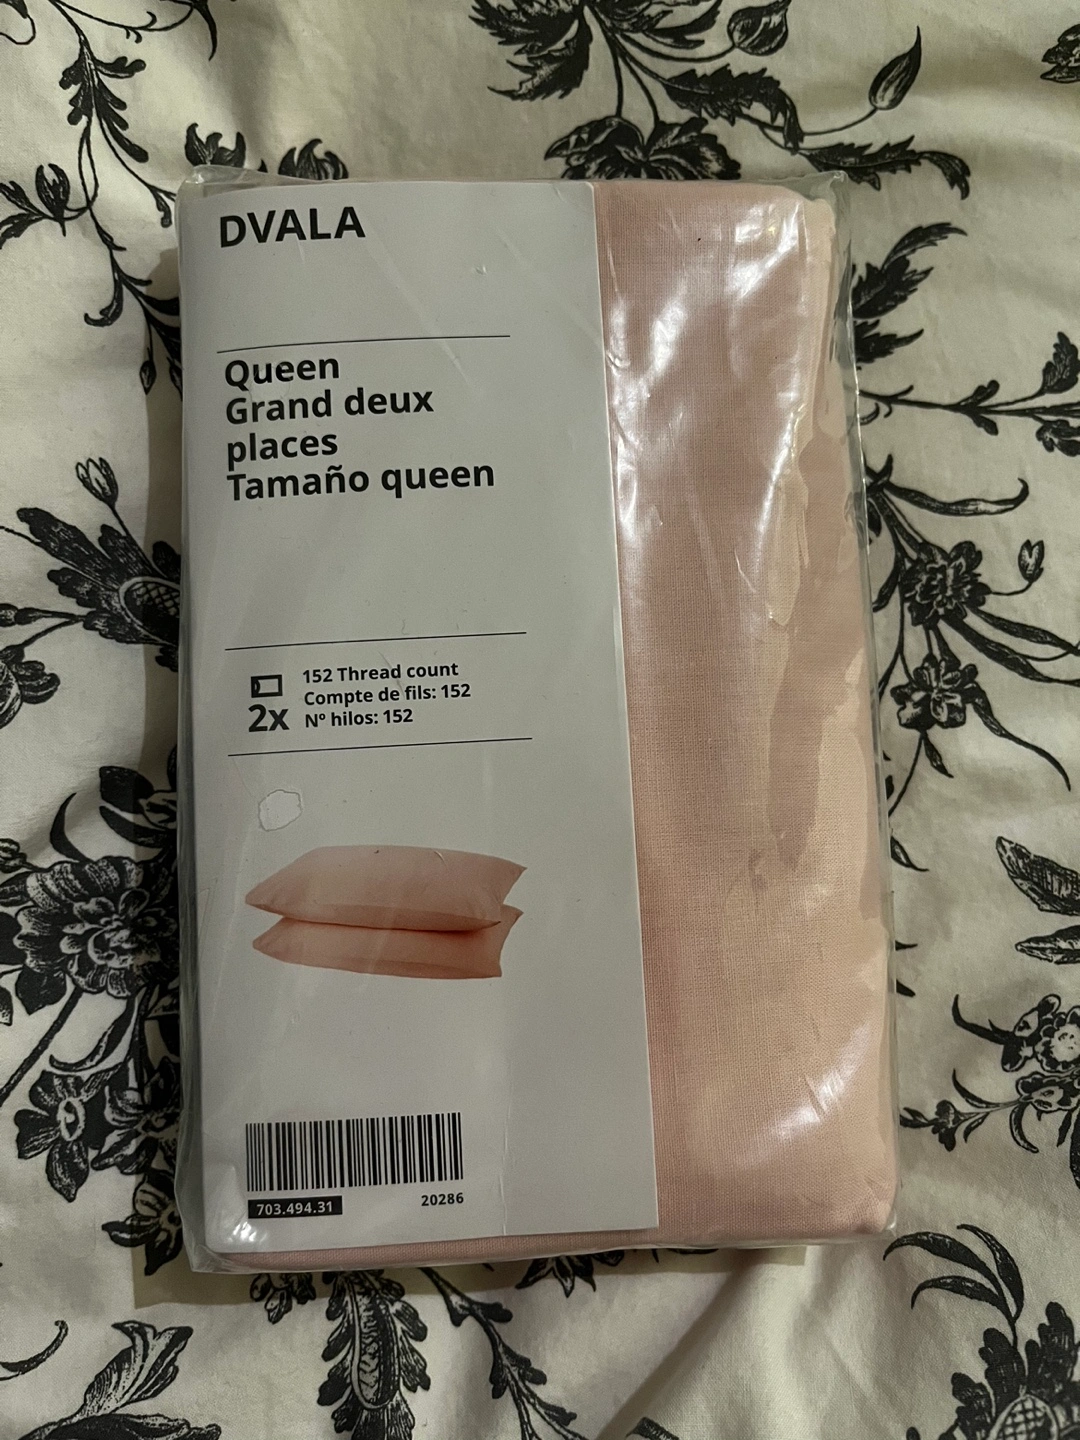 DVALA
Queen
Grand deux
places
Tamaño queen
152 Thread count
Compte de fils: 152
2x
Nº hilos: 152
703.494.31
20286